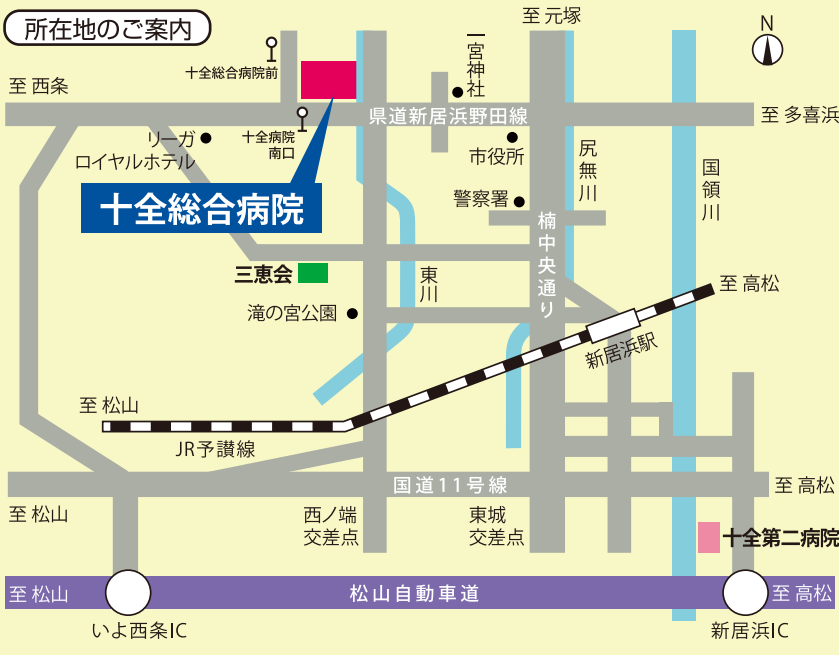 所在地のご案内
至 元塚
N
十全総合病院前
一宮神社
至 西条
県道新居浜野田線
至 多喜浜
リーガ
ロイヤルホテル
十全病院
南口
市役所
尻無川
国領川
十全総合病院
警察署
楠中央通り
三恵会
東川
至 高松
滝の宮公園
新居浜駅
至 松山
JR予讃線
国道11号線
至 高松
至 松山
西ノ端
交差点
東城
交差点
十全第二病院
至 松山
松山自動車道
至 高松
いよ西条IC
新居浜IC